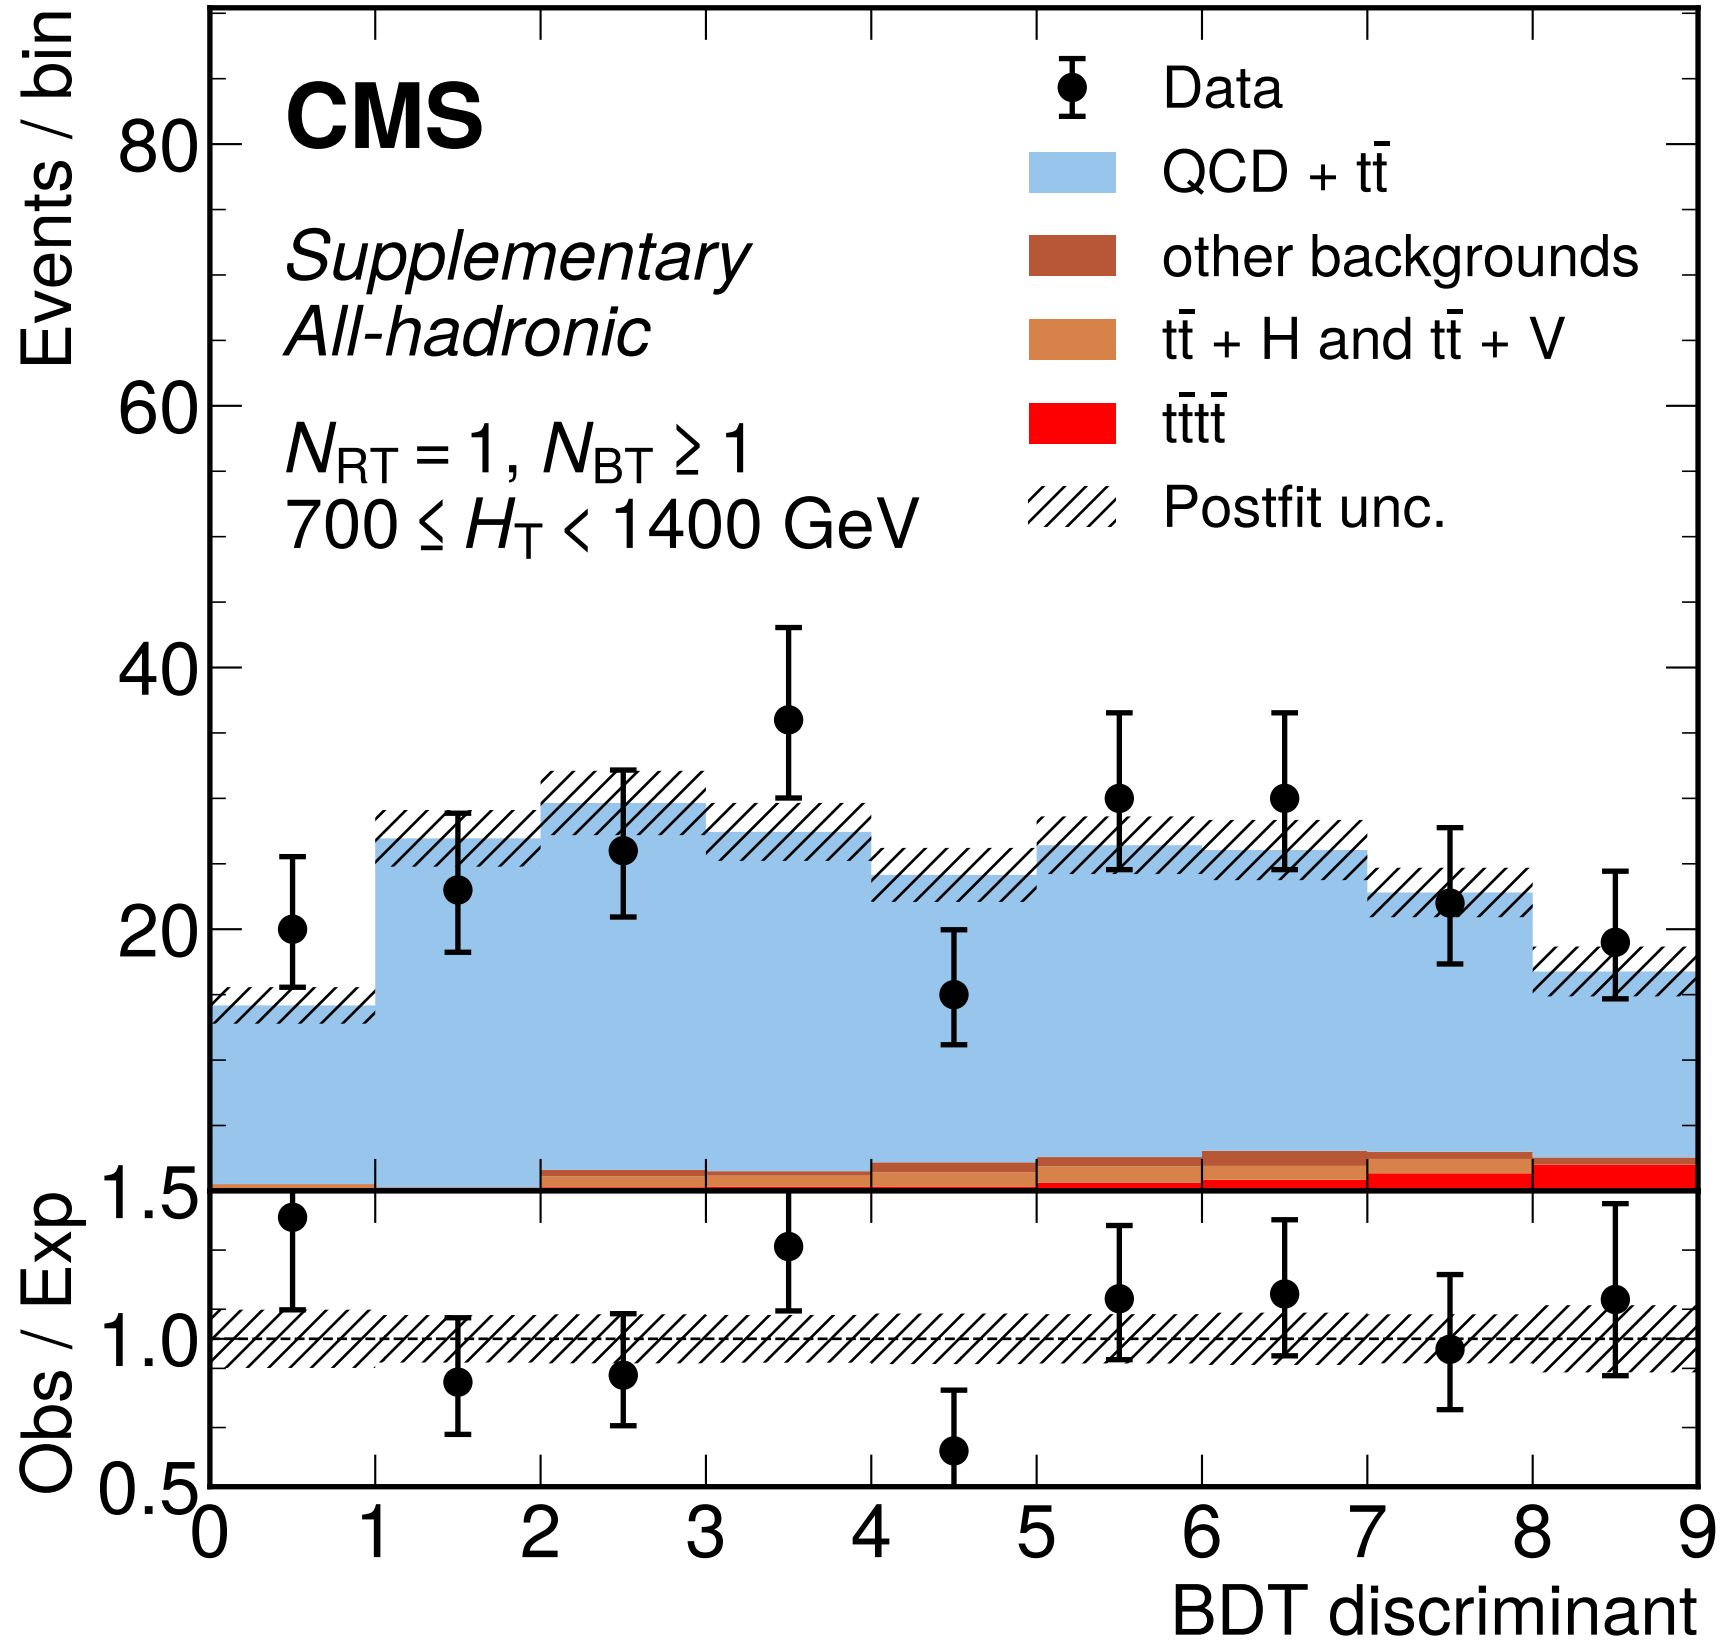 Events / bin
80
60
40
20
CMS
Supplementary
All-hadronic
N_RT = 1, N_BT ≥ 1
700 ≤ H_T < 1400 GeV
Data
QCD + tt̄
other backgrounds
tt̄ + H and tt̄ + V
tt̄tt̄
Postfit unc.
Obs / Exp
1.5
1.0
0.5
0 1 2 3 4 5 6 7 8 9
BDT discriminant